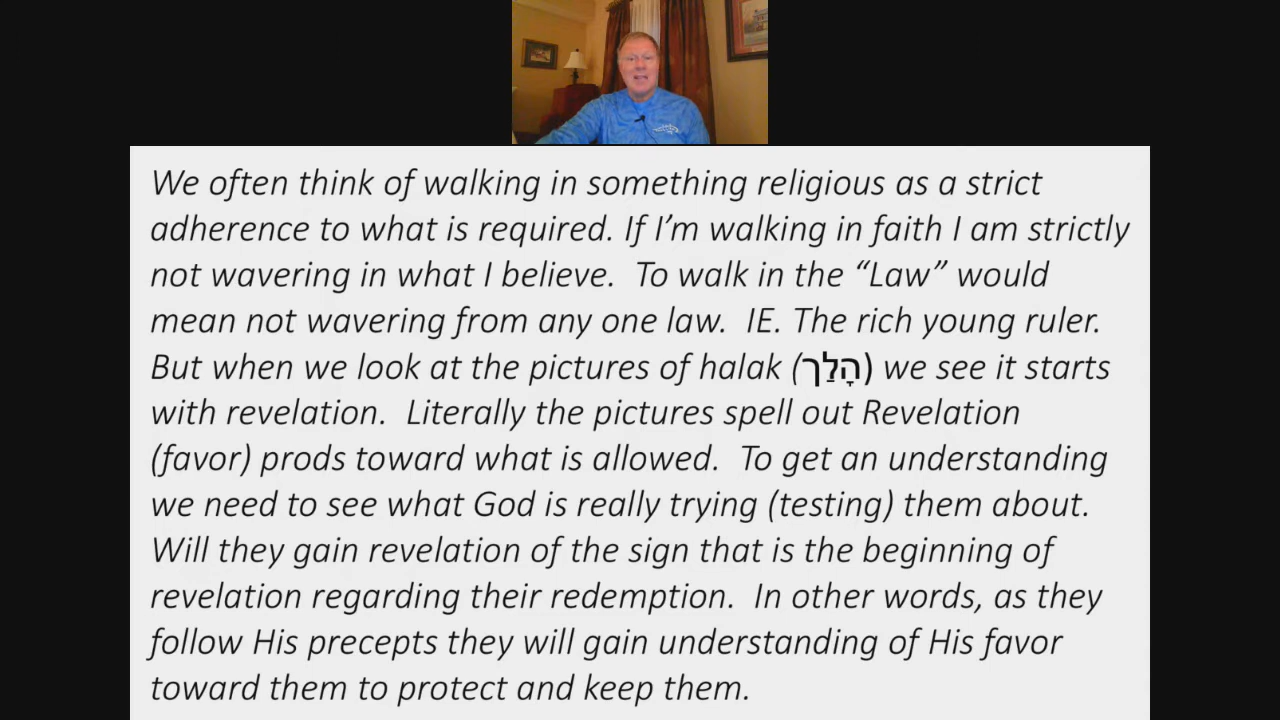 We often think of walking in something religious as a strict
adherence to what is required. If I’m walking in faith I am strictly
not wavering in what I believe.  To walk in the “Law” would
mean not wavering from any one law.  IE. The rich young ruler.
But when we look at the pictures of halak (הָלַך) we see it starts
with revelation.  Literally the pictures spell out Revelation
(favor) prods toward what is allowed.  To get an understanding
we need to see what God is really trying (testing) them about.
Will they gain revelation of the sign that is the beginning of
revelation regarding their redemption.  In other words, as they
follow His precepts they will gain understanding of His favor
toward them to protect and keep them.